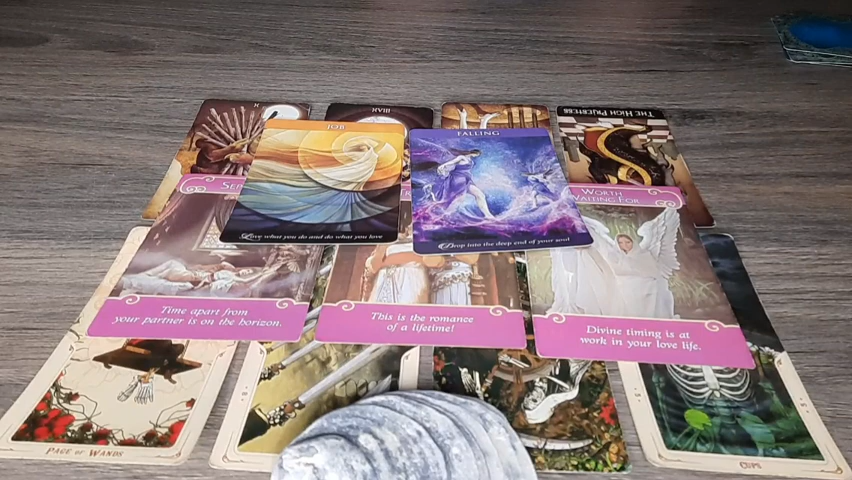 X
XVIII
THE HIGH PRIESTESS
JOB
FALLING
WORTH
WAITING FOR
Love what you do and do what you love
Drop into the deep end of your soul
Time apart from
your partner is on the horizon.
This is the romance
of a lifetime!
Divine timing is at
work in your love life.
PAGE OF WANDS
CUPS